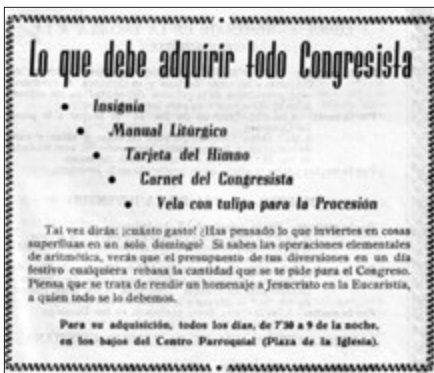 Lo que debe adquirir todo Congresista
• Insignia
• Manual Litúrgico
• Tarjeta del Himno
• Carnet del Congresista
• Vela con tulipa para la Procesión
Tal vez dirás: ¡cuánto gasto! ¿Has pensado lo que inviertes en cosas
superfluas en un solo domingo? Si sabes las operaciones elementales
de aritmética, verás que el presupuesto de tus diversiones en un día
festivo cualquiera rebasa la cantidad que se te pide para el Congreso.
Piensa que se trata de rendir un homenaje a Jesucristo en la Eucaristía,
a quien todo se lo debemos.
Para su adquisición, todos los días, de 7'30 a 9 de la noche,
en los bajos del Centro Parroquial (Plaza de la Iglesia).